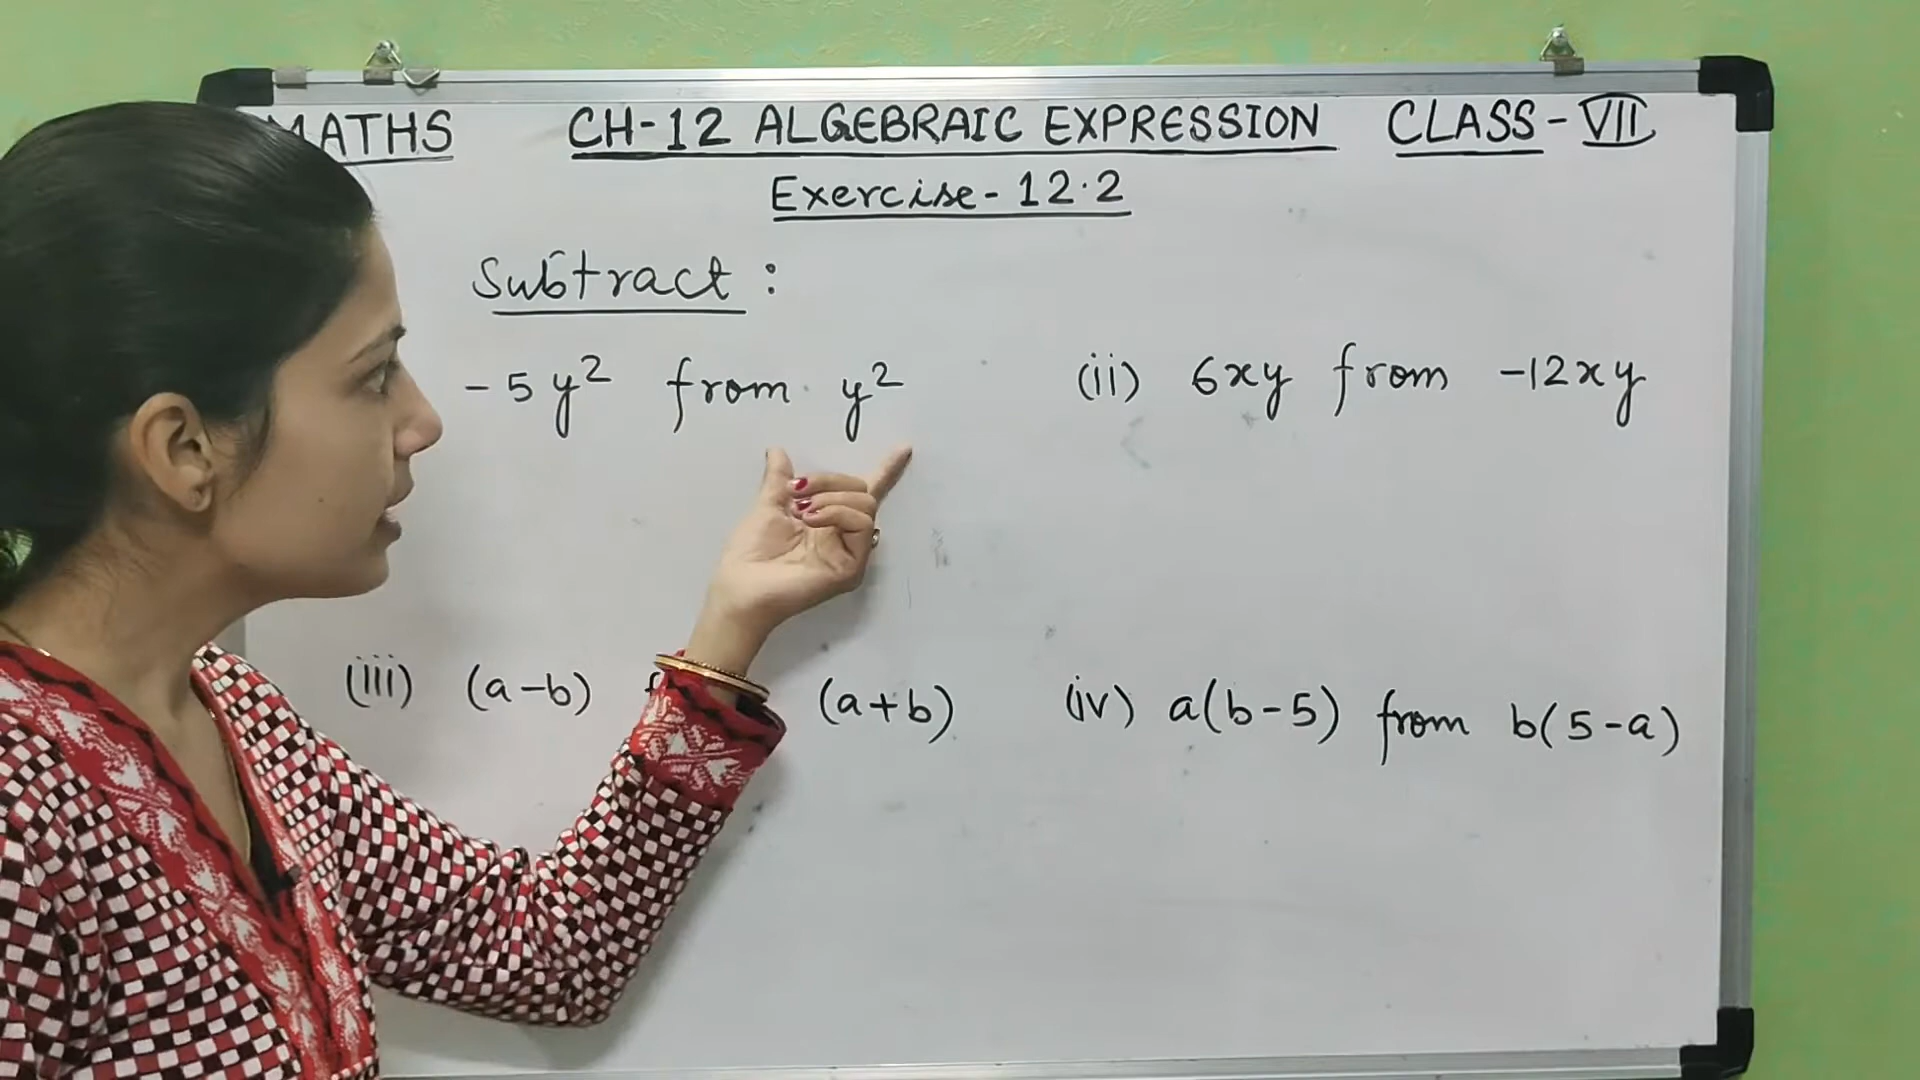 MATHS CH-12 ALGEBRAIC EXPRESSION CLASS-VII
Exercise-12.2
Subtract :
-5y² from y² (ii) 6xy from -12xy
(iii) (a-b) (a+b) (iv) a(b-5) from b(5-a)